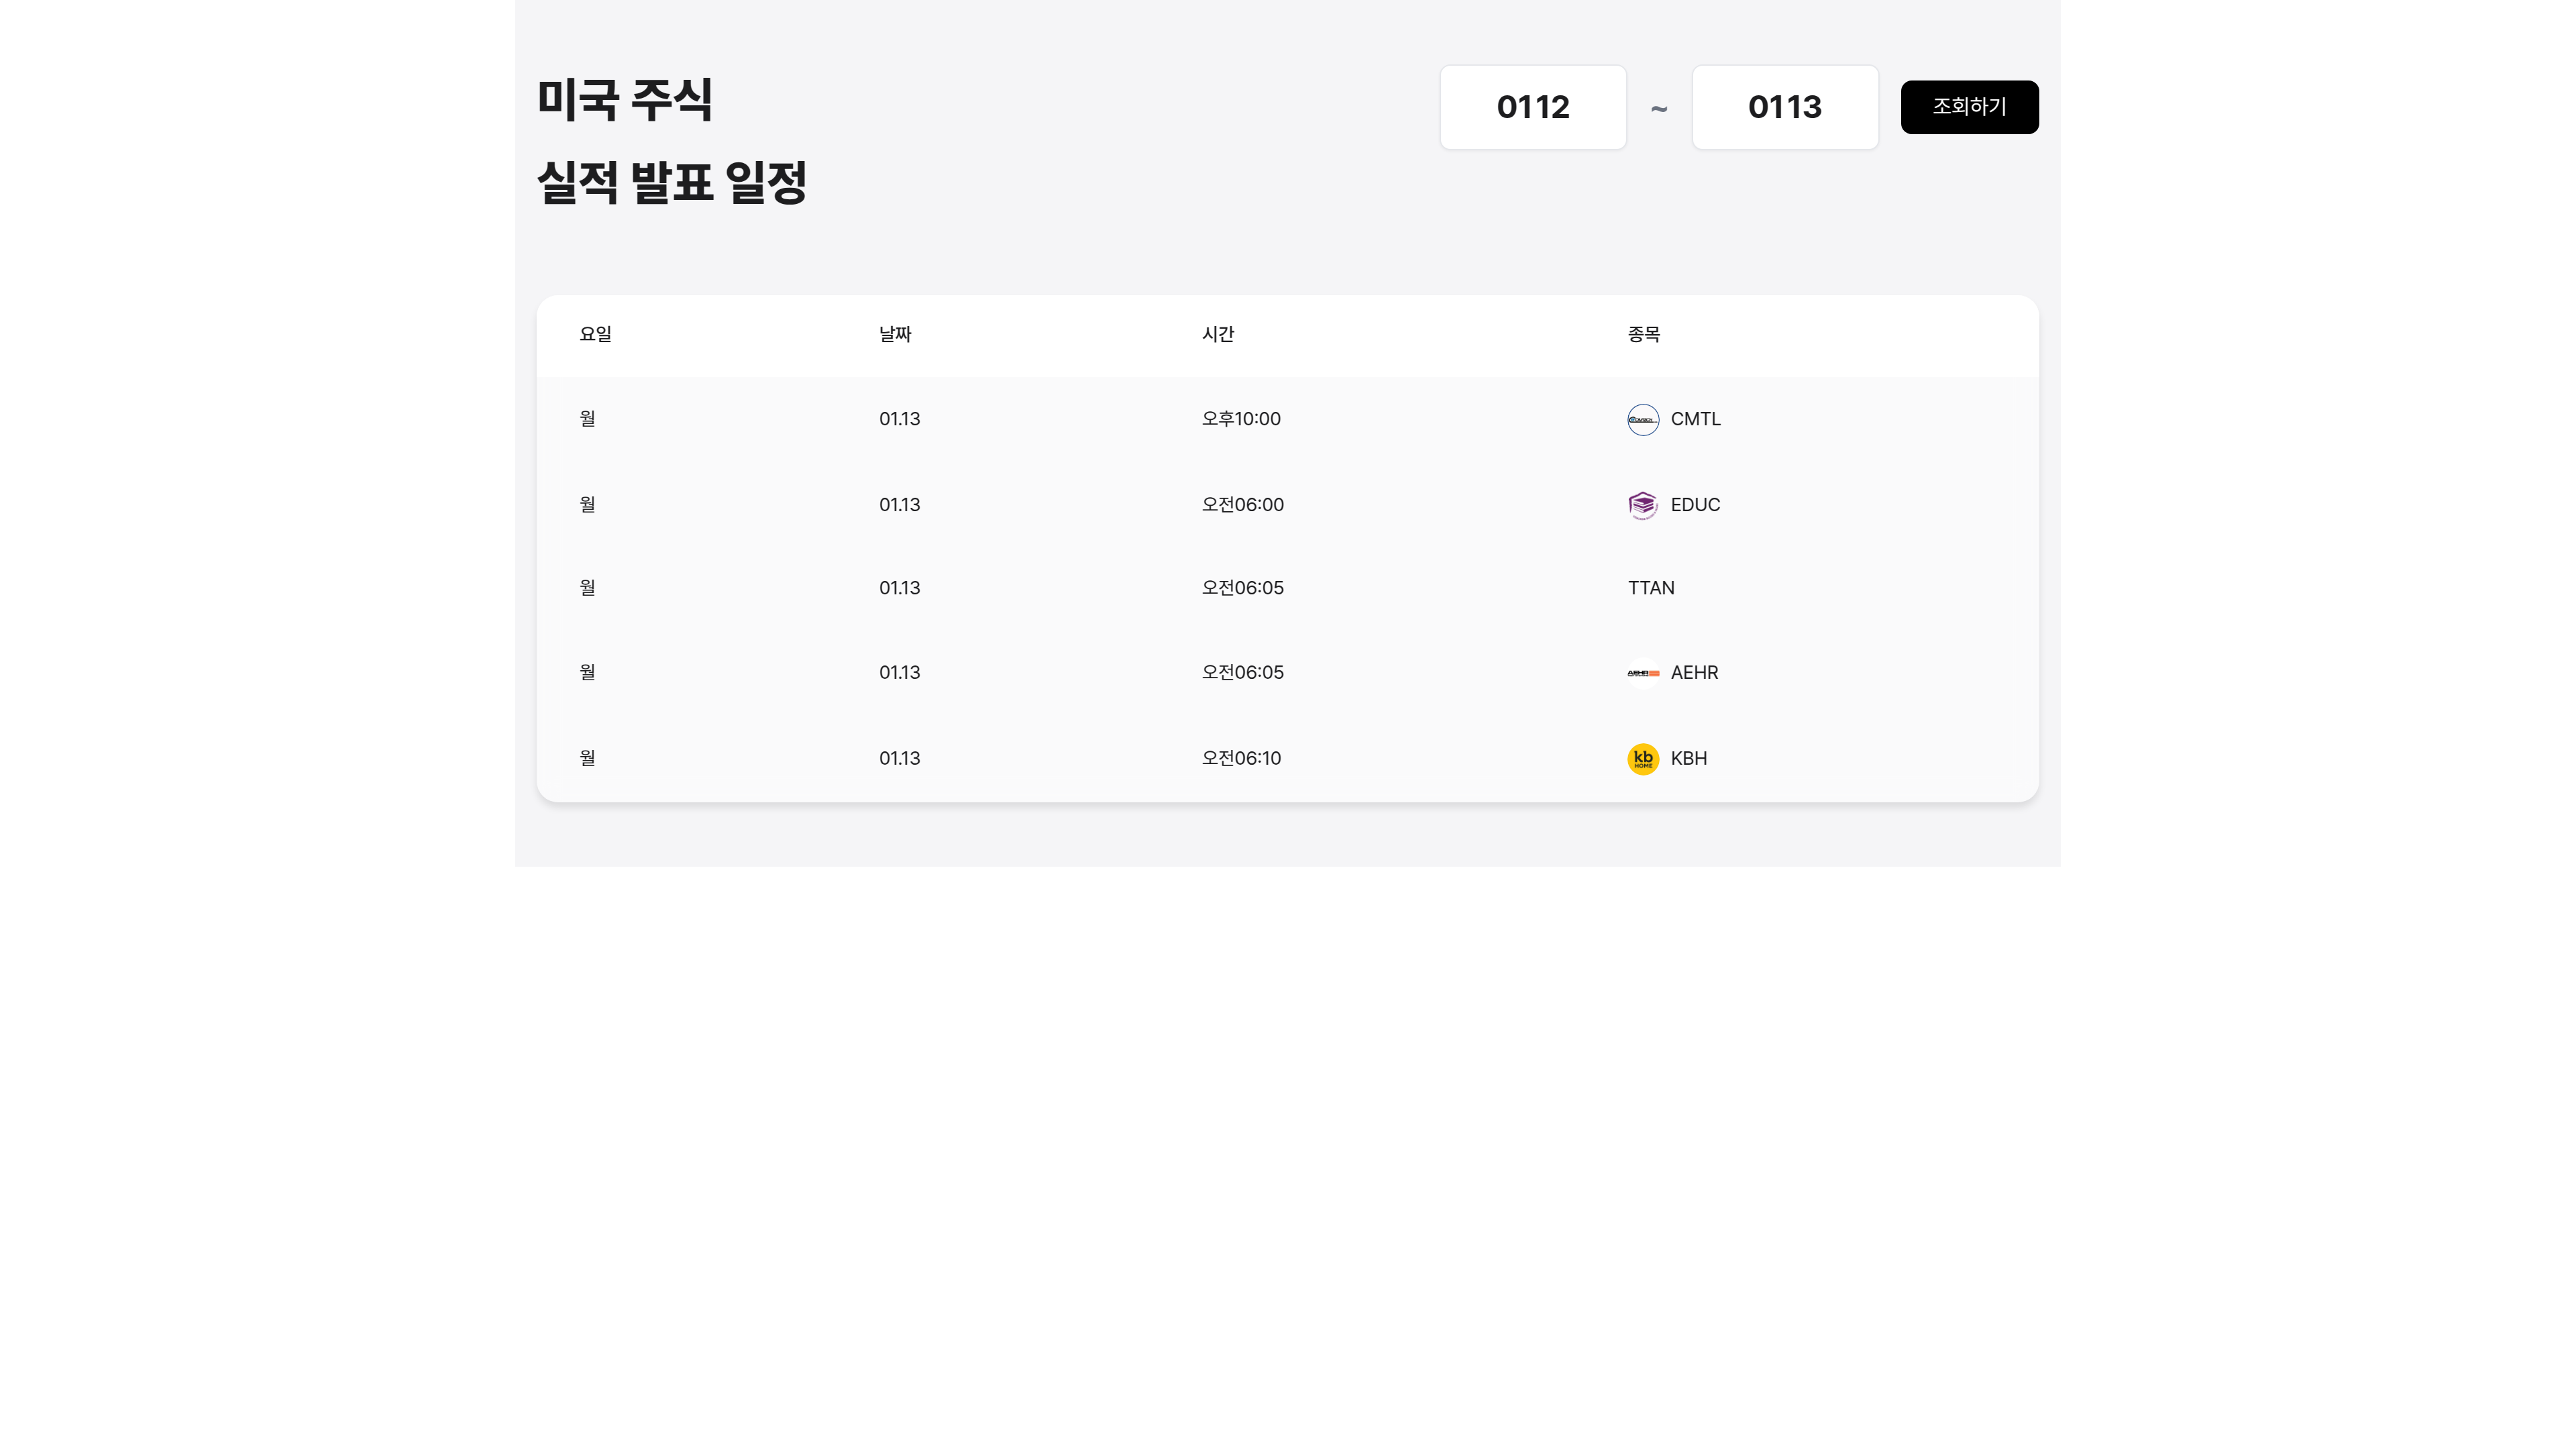 미국 주식
실적 발표 일정
0112 ~ 0113 조회하기
요일 날짜 시간 종목
월 01.13 오후10:00 CMTL
월 01.13 오전06:00 EDUC
월 01.13 오전06:05 TTAN
월 01.13 오전06:05 AEHR AEHR
월 01.13 오전06:10 kb HOME KBH